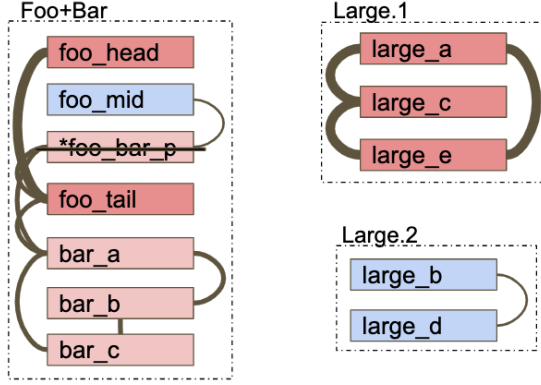 Foo+Bar
foo_head
foo_mid
*foo_bar_p
foo_tail
bar_a
bar_b
bar_c
Large.1
large_a
large_c
large_e
Large.2
large_b
large_d